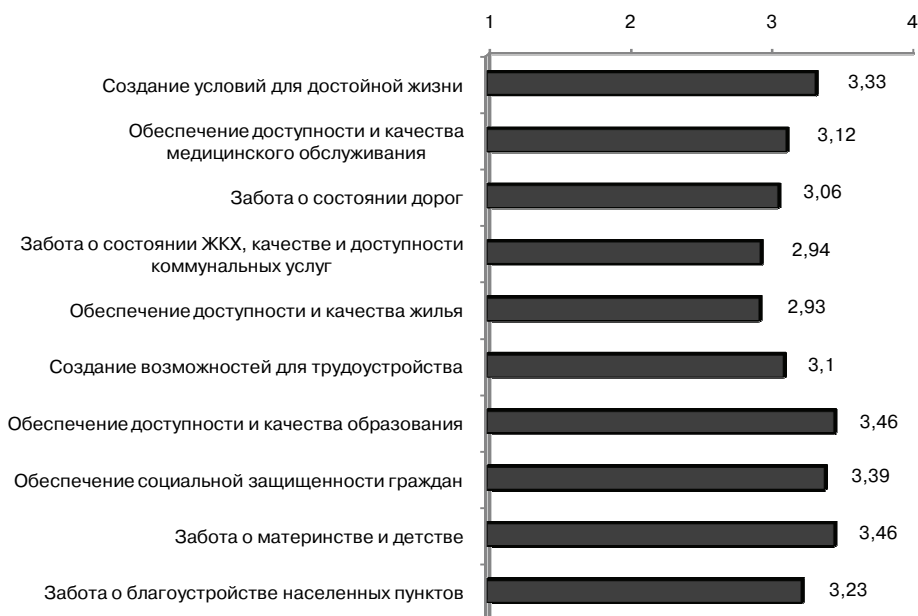 1 2 3 4
Создание условий для достойной жизни 3,33
Обеспечение доступности и качества
медицинского обслуживания 3,12
Забота о состоянии дорог 3,06
Забота о состоянии ЖКХ, качестве и доступности
коммунальных услуг 2,94
Обеспечение доступности и качества жилья 2,93
Создание возможностей для трудоустройства 3,1
Обеспечение доступности и качества образования 3,46
Обеспечение социальной защищенности граждан 3,39
Забота о материнстве и детстве 3,46
Забота о благоустройстве населенных пунктов 3,23